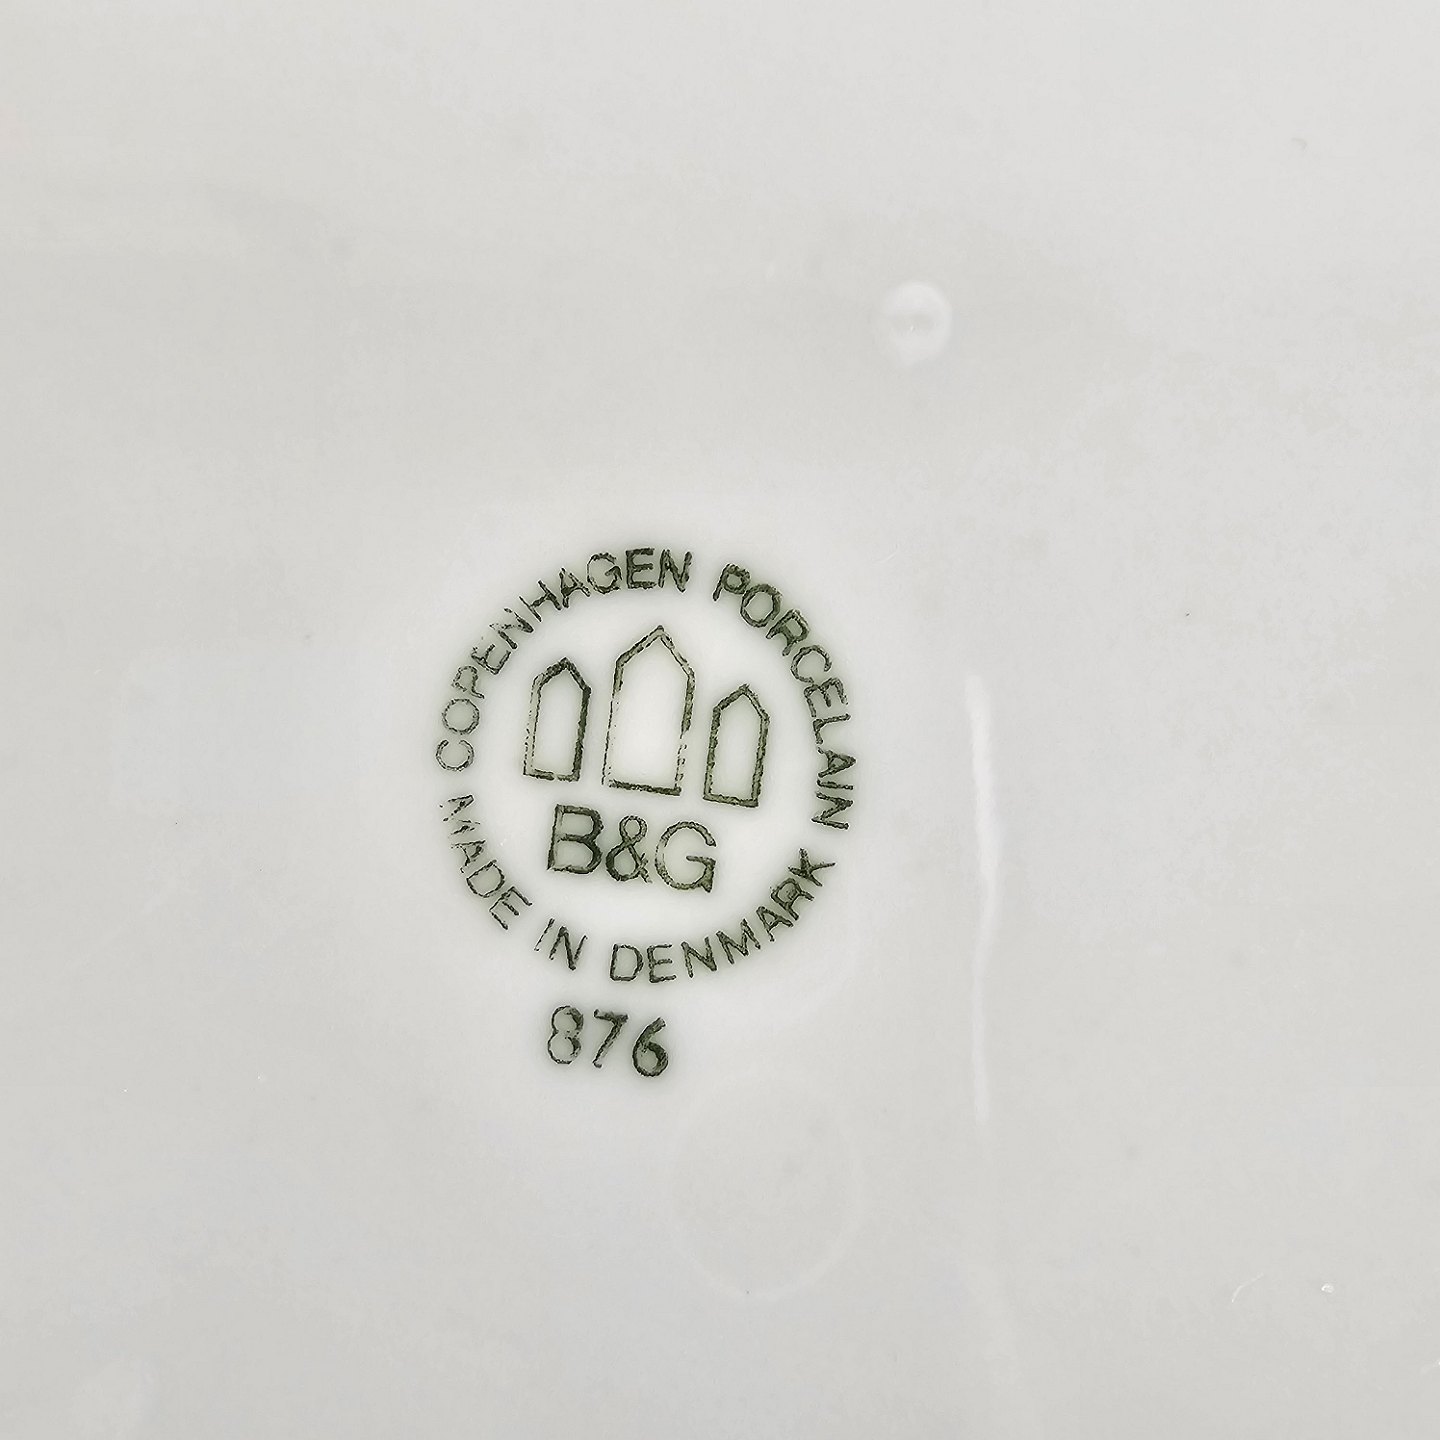 COPENHAGEN PORCELAIN
B&G
MADE IN DENMARK
876